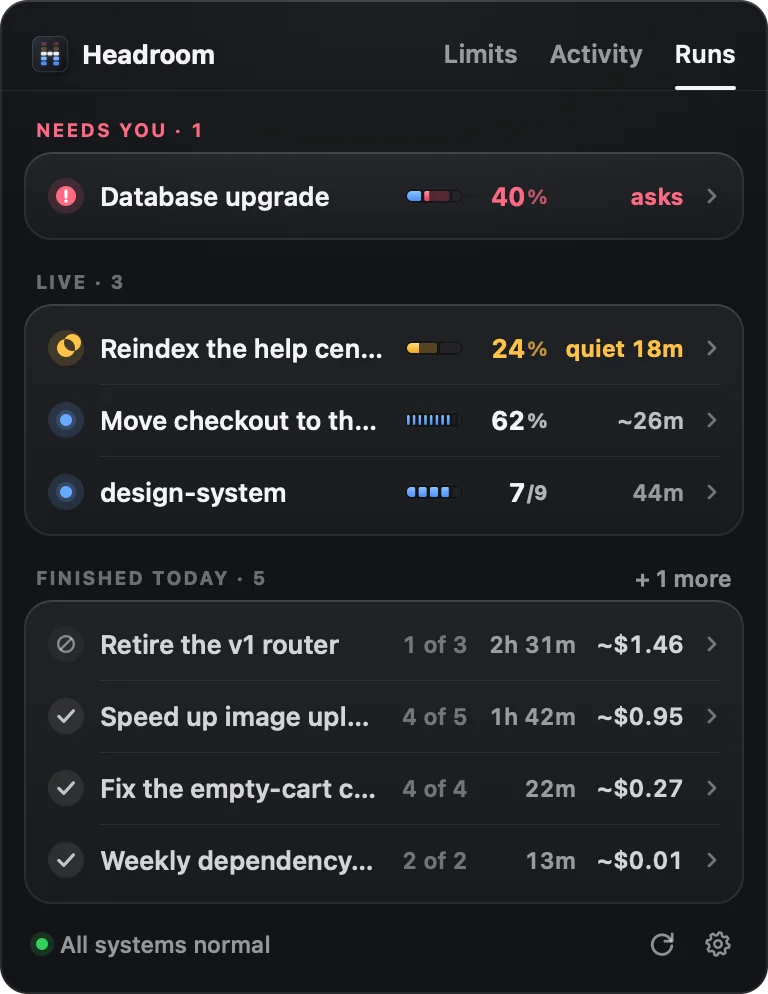 Headroom Limits Activity Runs
NEEDS YOU · 1
Database upgrade 40% asks
LIVE · 3
Reindex the help cen... 24% quiet 18m
Move checkout to th... 62% ~26m
design-system 7/9 44m
FINISHED TODAY · 5 + 1 more
Retire the v1 router 1 of 3 2h 31m ~$1.46
Speed up image upl... 4 of 5 1h 42m ~$0.95
Fix the empty-cart c... 4 of 4 22m ~$0.27
Weekly dependency... 2 of 2 13m ~$0.01
All systems normal